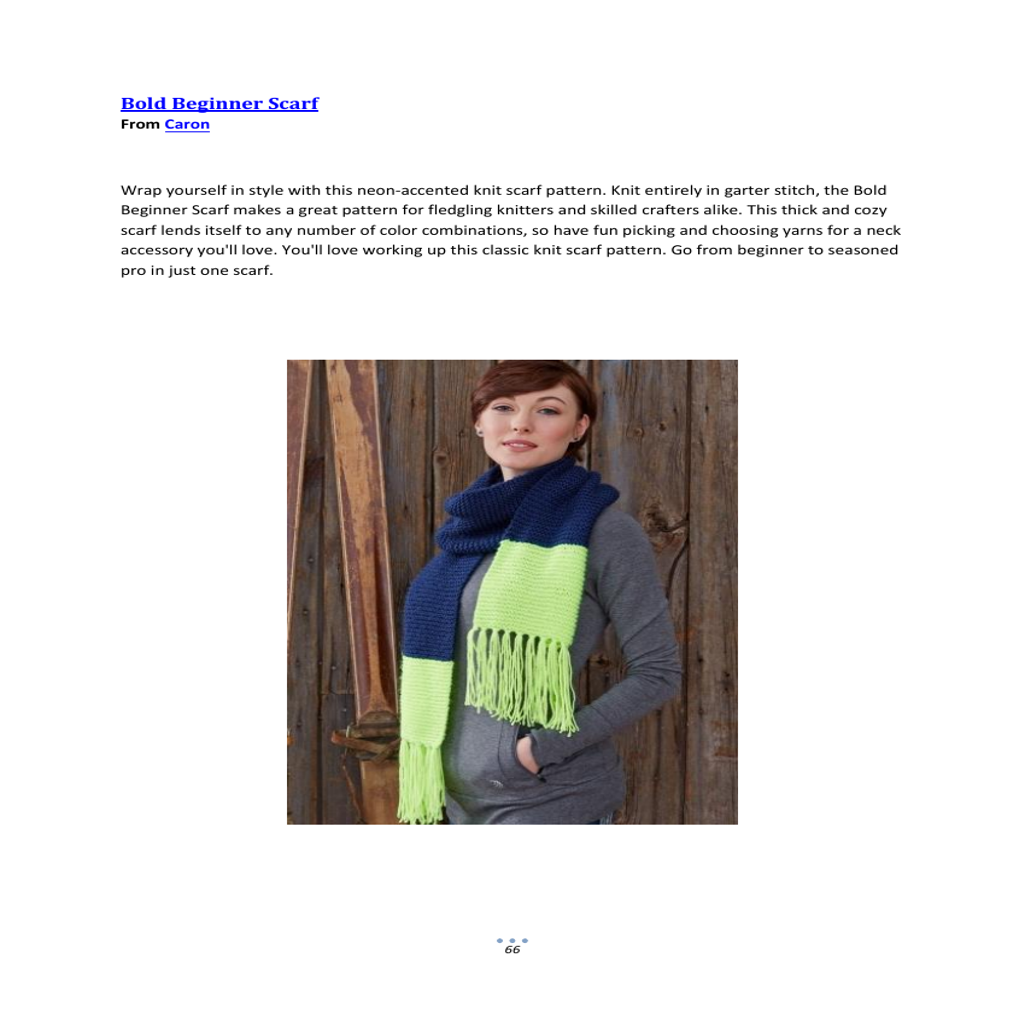 Bold Beginner Scarf
From Caron
Wrap yourself in style with this neon-accented knit scarf pattern. Knit entirely in garter stitch, the Bold
Beginner Scarf makes a great pattern for fledgling knitters and skilled crafters alike. This thick and cozy
scarf lends itself to any number of color combinations, so have fun picking and choosing yarns for a neck
accessory you'll love. You'll love working up this classic knit scarf pattern. Go from beginner to seasoned
pro in just one scarf.
66